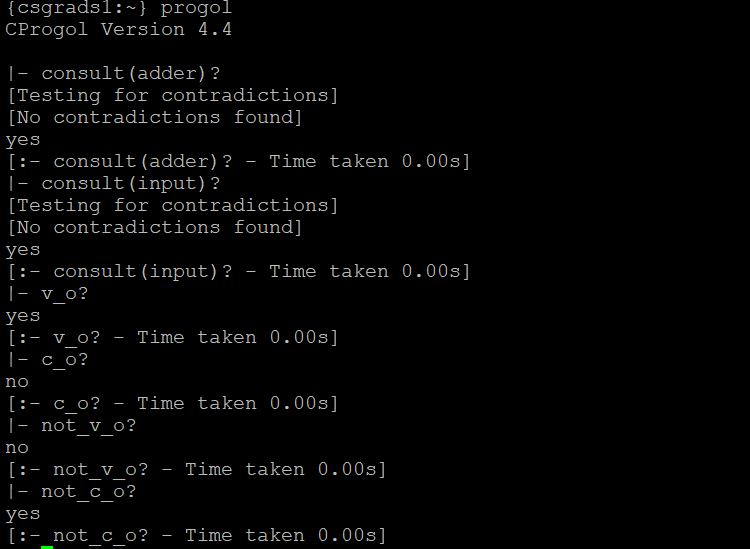 {csgrads1:~} progol
CProgol Version 4.4
|- consult(adder)?
[Testing for contradictions]
[No contradictions found]
yes
[:- consult(adder)? - Time taken 0.00s]
|- consult(input)?
[Testing for contradictions]
[No contradictions found]
yes
[:- consult(input)? - Time taken 0.00s]
|- v_o?
yes
[:- v_o? - Time taken 0.00s]
|- c_o?
no
[:- c_o? - Time taken 0.00s]
|- not_v_o?
no
[:- not_v_o? - Time taken 0.00s]
|- not_c_o?
yes
[:- not_c_o? - Time taken 0.00s]